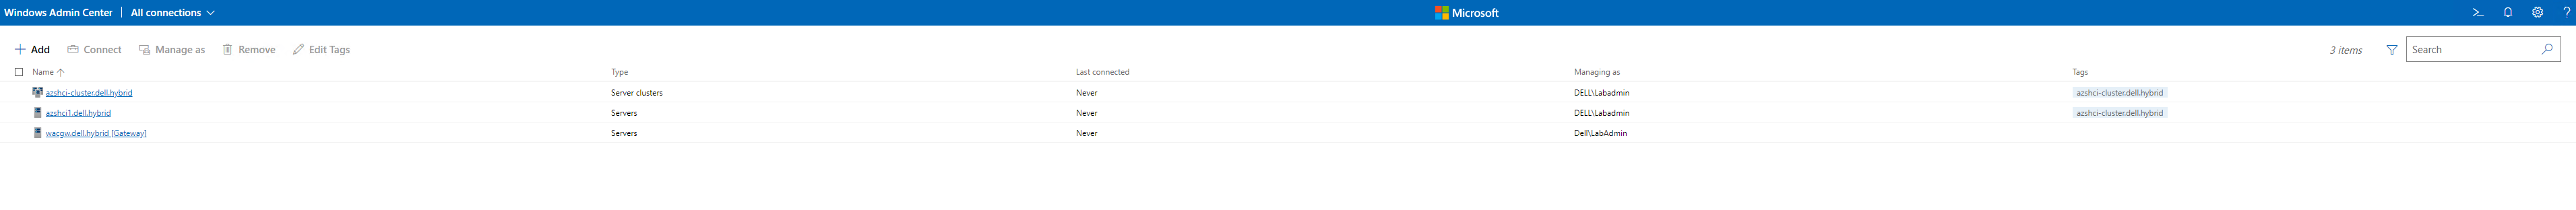 Windows Admin Center | All connections Microsoft >_ ?
Add Connect Manage as Remove Edit Tags 3 items Search
Name Type Last connected Managing as Tags
azshci-cluster.dell.hybrid Server clusters Never DELL\Labadmin azshci-cluster.dell.hybrid
azshci1.dell.hybrid Servers Never DELL\Labadmin azshci-cluster.dell.hybrid
wacgw.dell.hybrid [Gateway] Servers Never Dell\LabAdmin